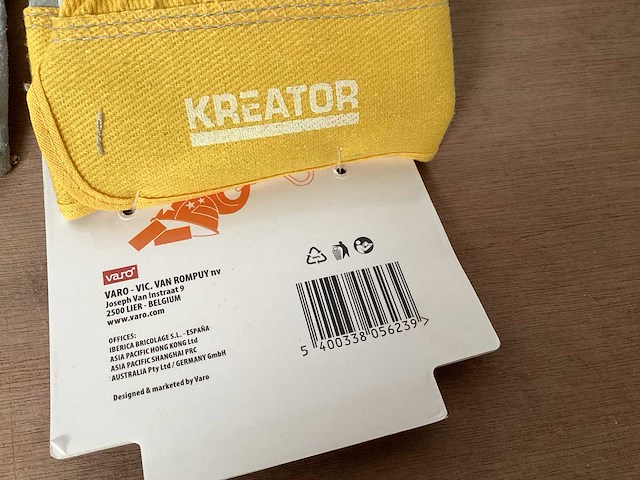 KREATOR
varo
VARO - VIC. VAN ROMPUY nv
Joseph Van Instraat 9
2500 LIER - BELGIUM
www.varo.com
OFFICES:
IBERICA BRICOLAGE S.L. - ESPAÑA
ASIA PACIFIC HONG KONG Ltd
ASIA PACIFIC SHANGHAI PRC
AUSTRALIA Pty Ltd / GERMANY GmbH
Designed & marketed by Varo
5 400338 056239 >